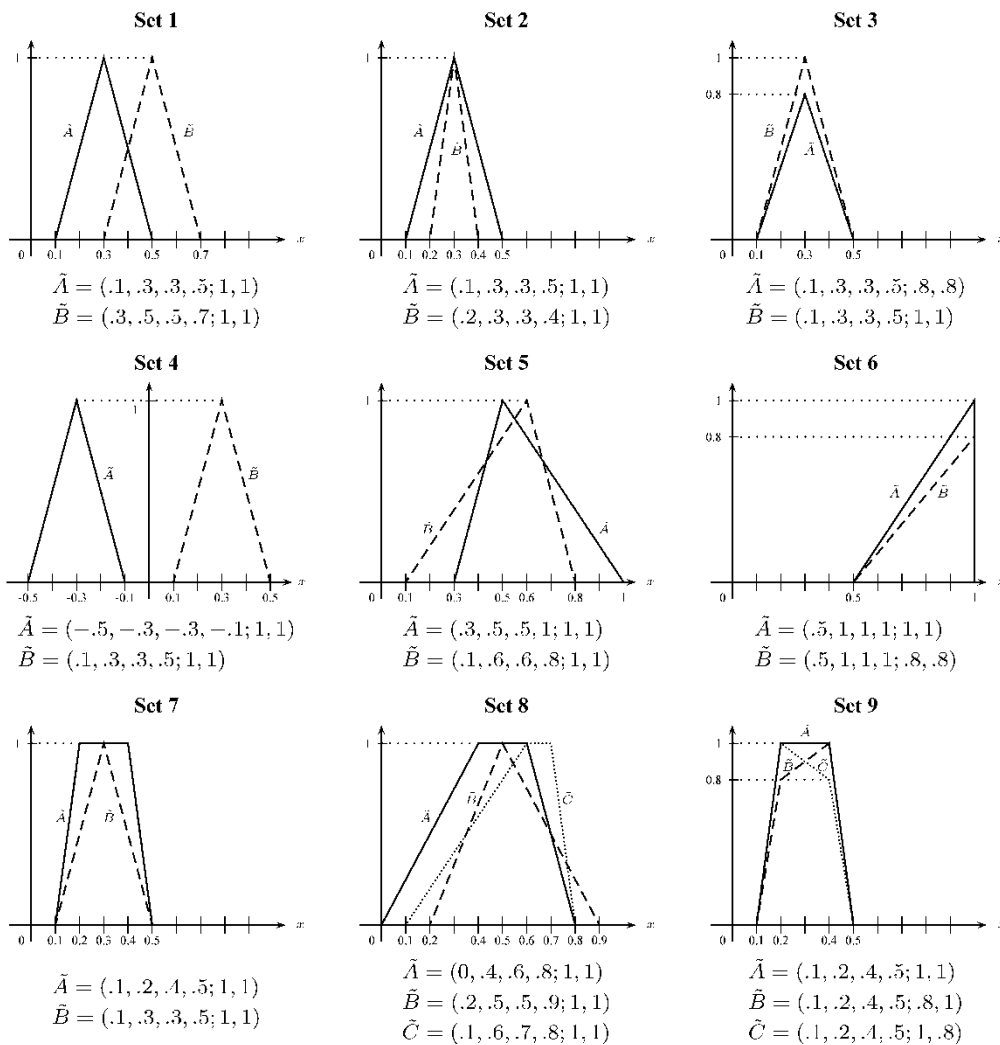 Set 1
1
Ã
B̃
0
0.1
0.3
0.5
0.7
x
Ã = (.1, .3, .3, .5; 1, 1)
B̃ = (.3, .5, .5, .7; 1, 1)
Set 2
1
Ã
B̃
0
0.1
0.2
0.3
0.4
0.5
x
Ã = (.1, .3, .3, .5; 1, 1)
B̃ = (.2, .3, .3, .4; 1, 1)
Set 3
1
0.8
B̃
Ã
0
0.1
0.3
0.5
x
Ã = (.1, .3, .3, .5; .8, .8)
B̃ = (.1, .3, .3, .5; 1, 1)
Set 4
1
Ã
B̃
-0.5
-0.3
-0.1
0.1
0.3
0.5
x
Ã = (−.5, −.3, −.3, −.1; 1, 1)
B̃ = (.1, .3, .3, .5; 1, 1)
Set 5
1
B̃
Ã
0
0.1
0.3
0.5
0.6
0.8
1
x
Ã = (.3, .5, .5, 1; 1, 1)
B̃ = (.1, .6, .6, .8; 1, 1)
Set 6
1
0.8
Ã
B̃
0
0.5
1
x
Ã = (.5, 1, 1, 1; 1, 1)
B̃ = (.5, 1, 1, 1; .8, .8)
Set 7
1
Ã
B̃
0
0.1
0.2
0.3
0.4
0.5
x
Ã = (.1, .2, .4, .5; 1, 1)
B̃ = (.1, .3, .3, .5; 1, 1)
Set 8
1
Ã
B̃
C̃
0
0.1
0.2
0.4
0.5
0.6
0.7
0.8
0.9
x
Ã = (0, .4, .6, .8; 1, 1)
B̃ = (.2, .5, .5, .9; 1, 1)
C̃ = (.1, .6, .7, .8; 1, 1)
Set 9
Ã
1
0.8
B̃
C̃
0
0.1
0.2
0.4
0.5
x
Ã = (.1, .2, .4, .5; 1, 1)
B̃ = (.1, .2, .4, .5; .8, 1)
C̃ = (.1, .2, .4, .5; 1, .8)